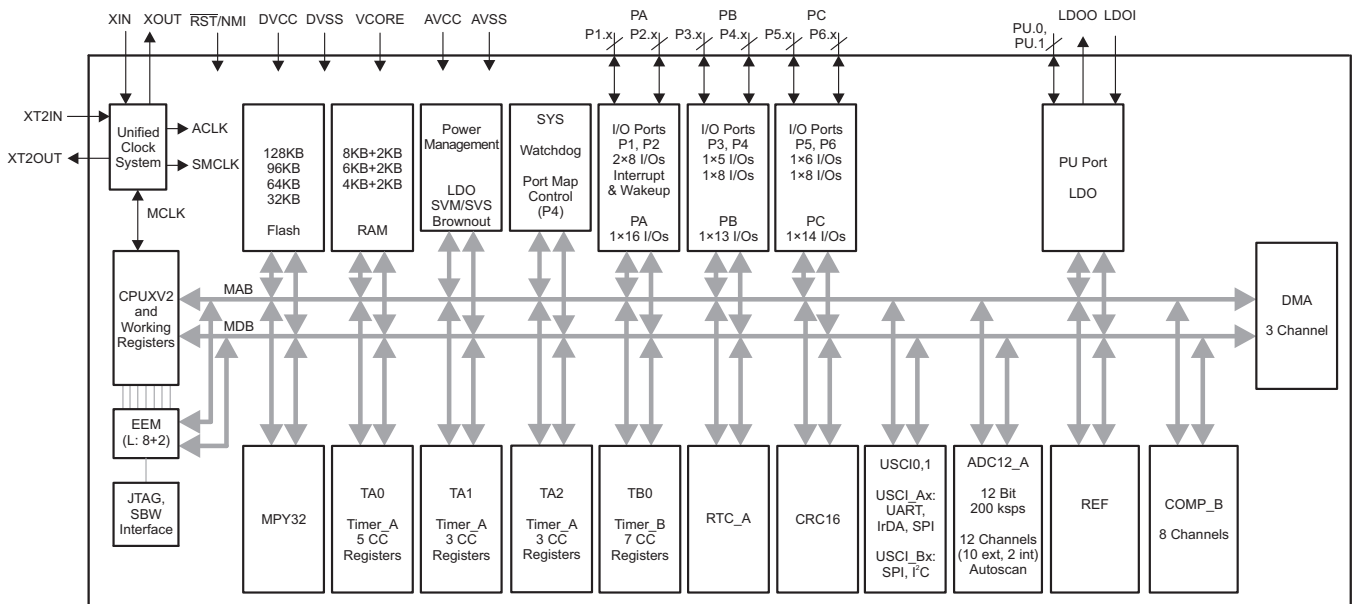 XIN XOUT RST/NMI DVCC DVSS VCORE AVCC AVSS
PA PB PC
P1.x P2.x P3.x P4.x P5.x P6.x
PU.0,
PU.1
LDOO LDOI
XT2IN
XT2OUT
Unified
Clock
System
ACLK
SMCLK
MCLK
128KB
96KB
64KB
32KB
Flash
8KB+2KB
6KB+2KB
4KB+2KB
RAM
Power
Management
LDO
SVM/SVS
Brownout
SYS
Watchdog
Port Map
Control
(P4)
I/O Ports
P1, P2
2×8 I/Os
Interrupt
& Wakeup
PA
1×16 I/Os
I/O Ports
P3, P4
1×5 I/Os
1×8 I/Os
PB
1×13 I/Os
I/O Ports
P5, P6
1×6 I/Os
1×8 I/Os
PC
1×14 I/Os
PU Port
LDO
CPUXV2
and
Working
Registers
MAB
MDB
DMA
3 Channel
EEM
(L: 8+2)
JTAG,
SBW
Interface
MPY32
TA0
Timer_A
5 CC
Registers
TA1
Timer_A
3 CC
Registers
TA2
Timer_A
3 CC
Registers
TB0
Timer_B
7 CC
Registers
RTC_A
CRC16
USCI0,1
USCI_Ax:
UART,
IrDA, SPI
USCI_Bx:
SPI, I²C
ADC12_A
12 Bit
200 ksps
12 Channels
(10 ext, 2 int)
Autoscan
REF
COMP_B
8 Channels